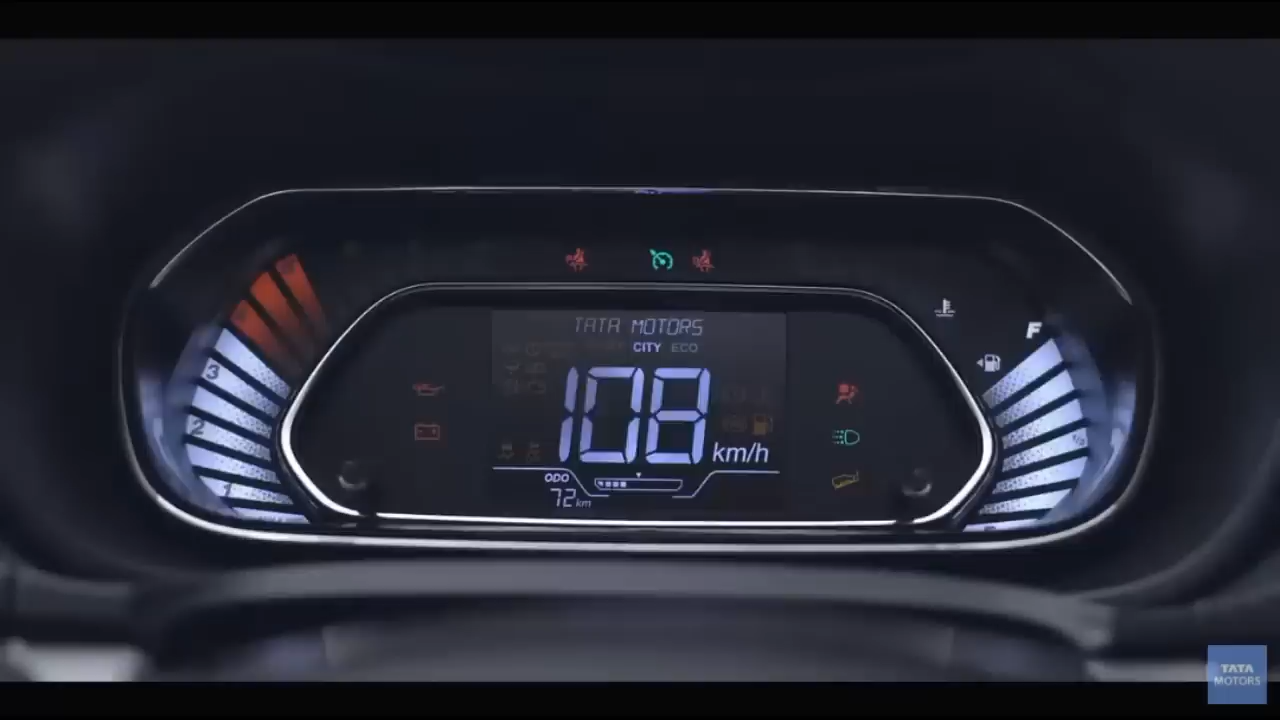 TATA MOTORS
CITY ECO
108
km/h
ODO
72 km
3
2
1
F
TATA
MOTORS